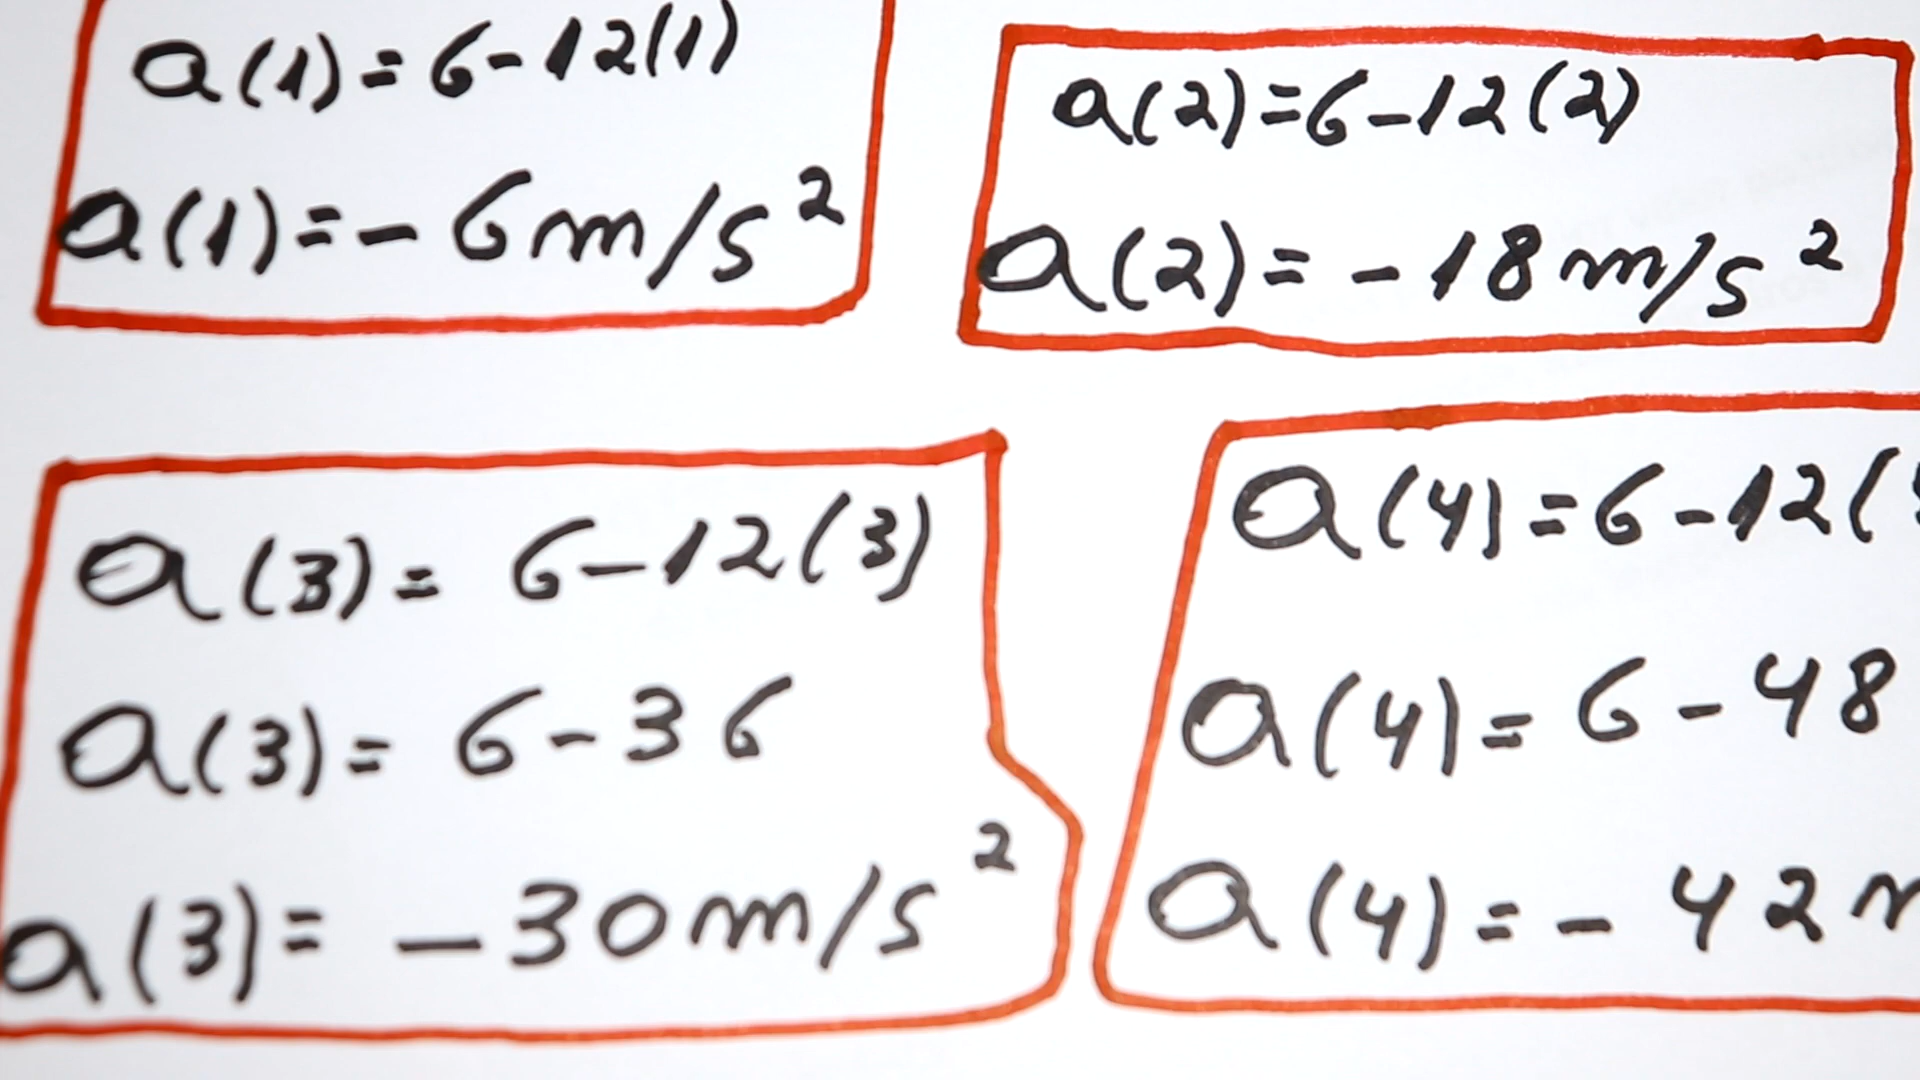 a(1)=6-12(1)
a(1)=-6m/s²
a(2)=6-12(2)
a(2)=-18m/s²
a(3)=6-12(3)
a(3)=6-36
a(3)=-30m/s²
a(4)=6-12(
a(4)=6-48
a(4)=-42